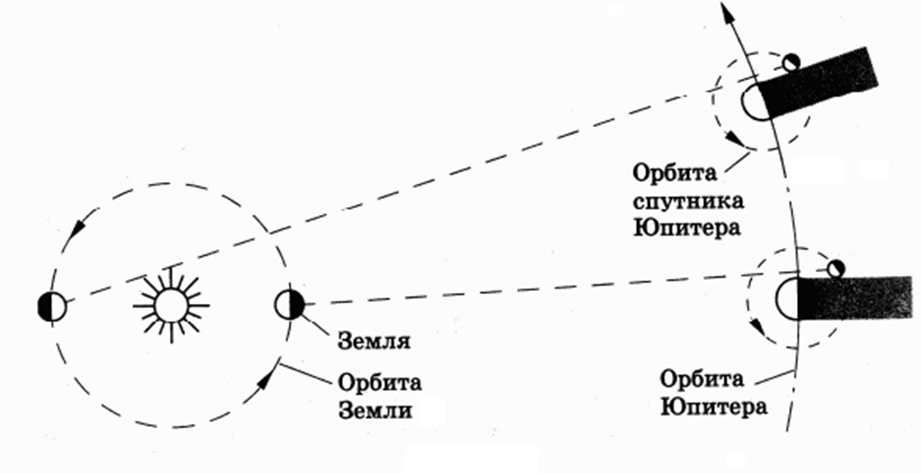 Орбита
спутника
Юпитера
Земля
Орбита
Земли
Орбита
Юпитера